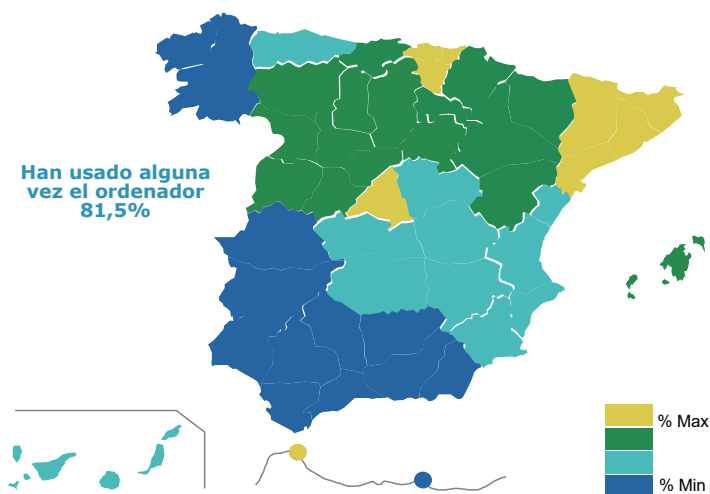 Han usado alguna
vez el ordenador
81,5%
% Max
% Min